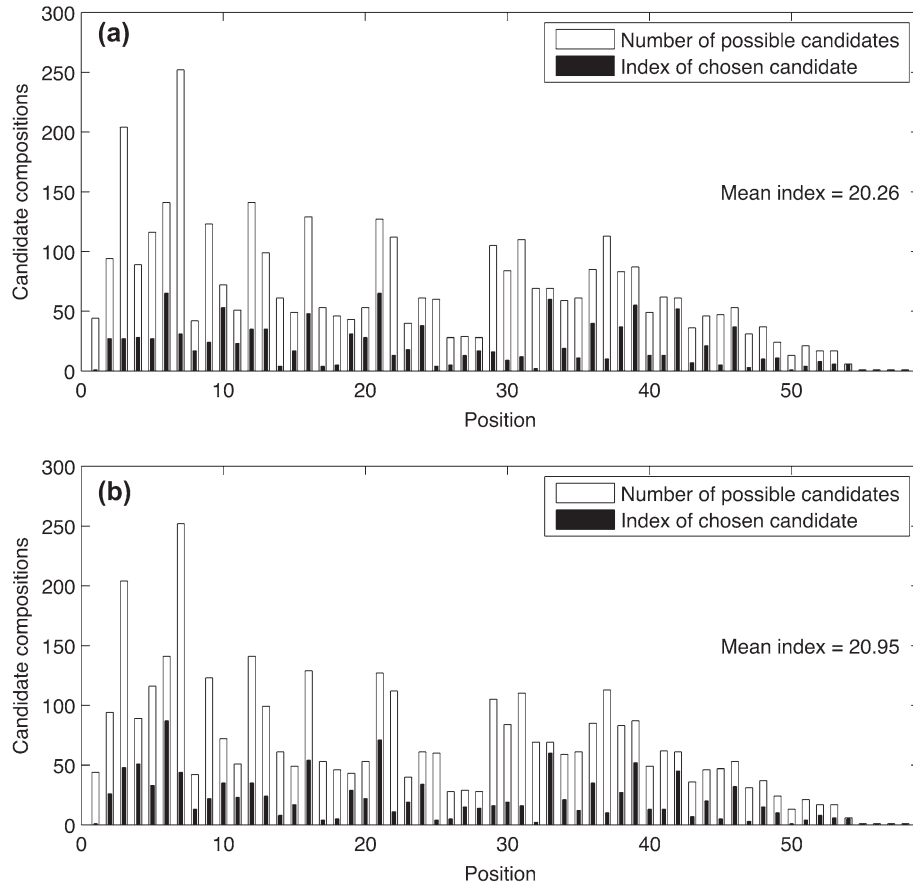 (a)
300
250
200
150
100
50
0
Candidate compositions
Number of possible candidates
Index of chosen candidate
Mean index = 20.26
0 10 20 30 40 50
Position
(b)
300
250
200
150
100
50
0
Candidate compositions
Number of possible candidates
Index of chosen candidate
Mean index = 20.95
0 10 20 30 40 50
Position